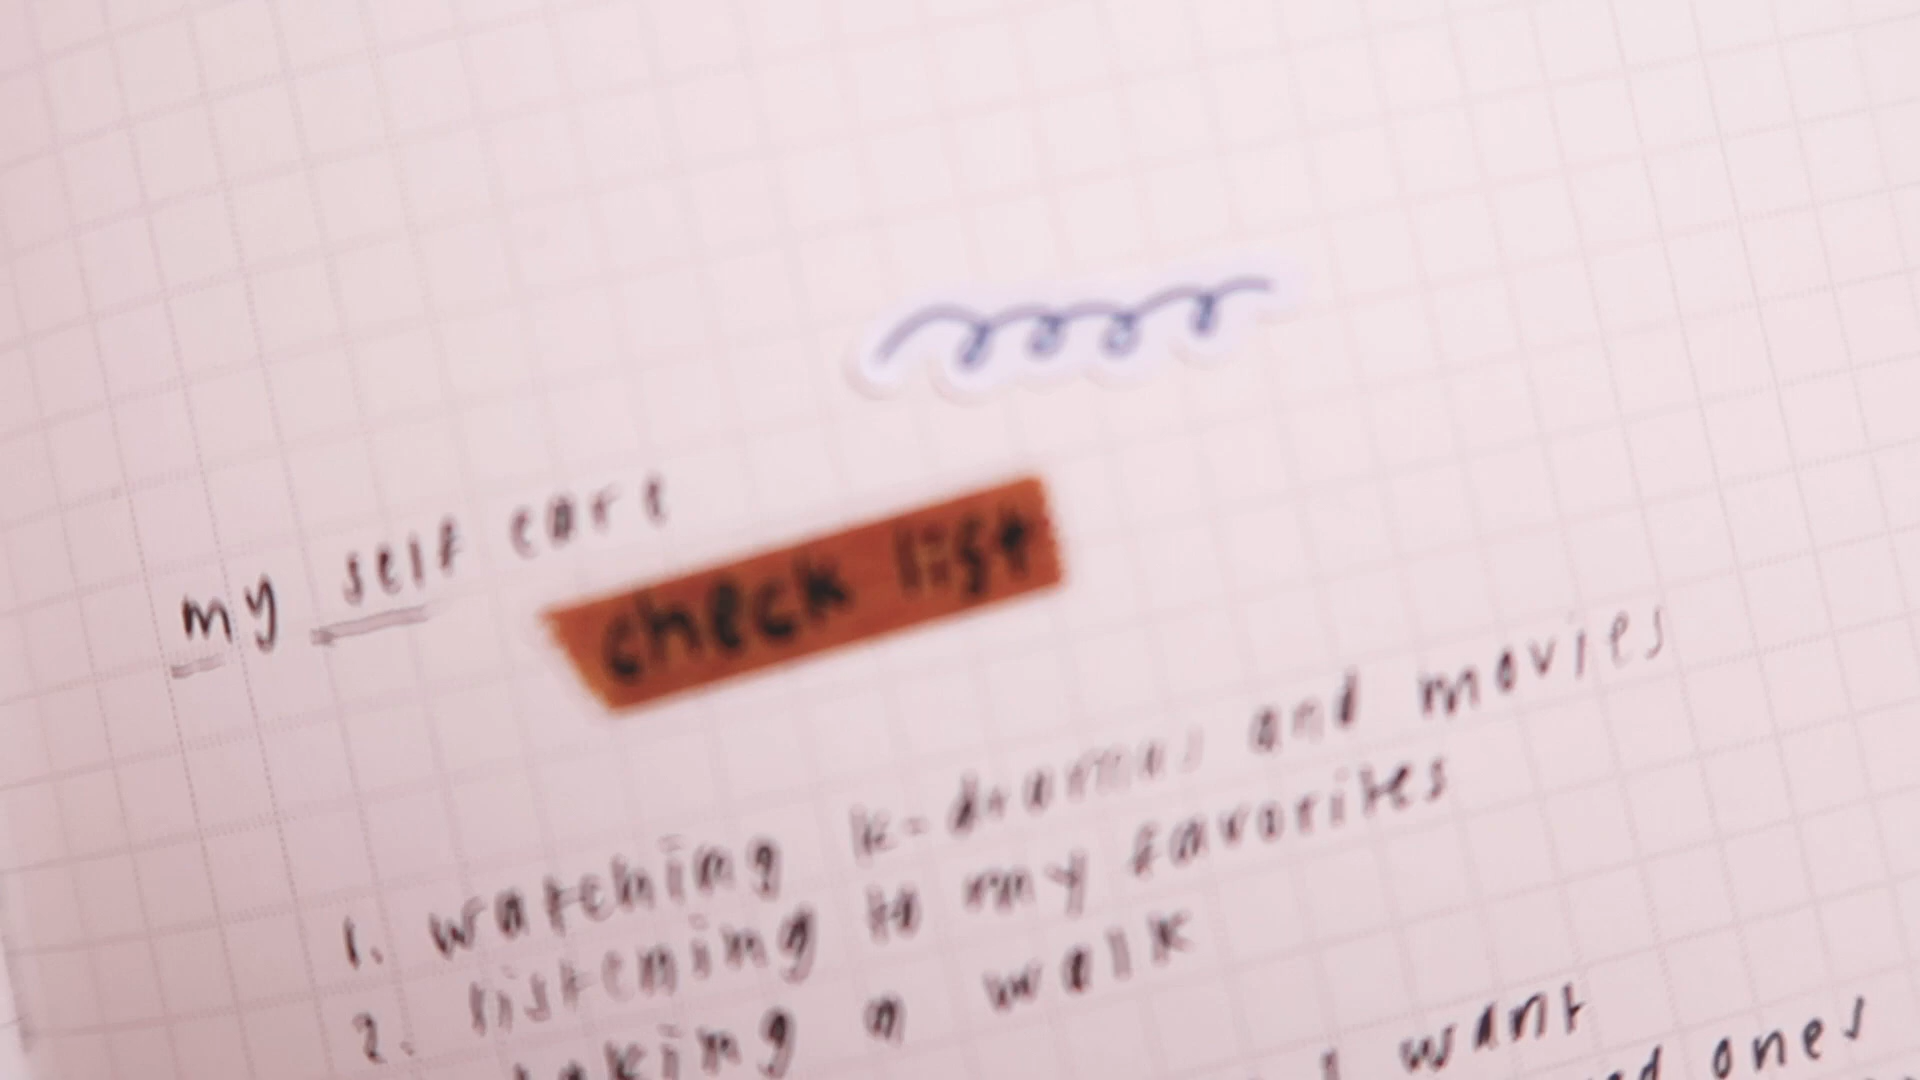 my self care
check list
1. watching k-dramas and movies
2. listening to my favorites
taking a walk
I want
ones